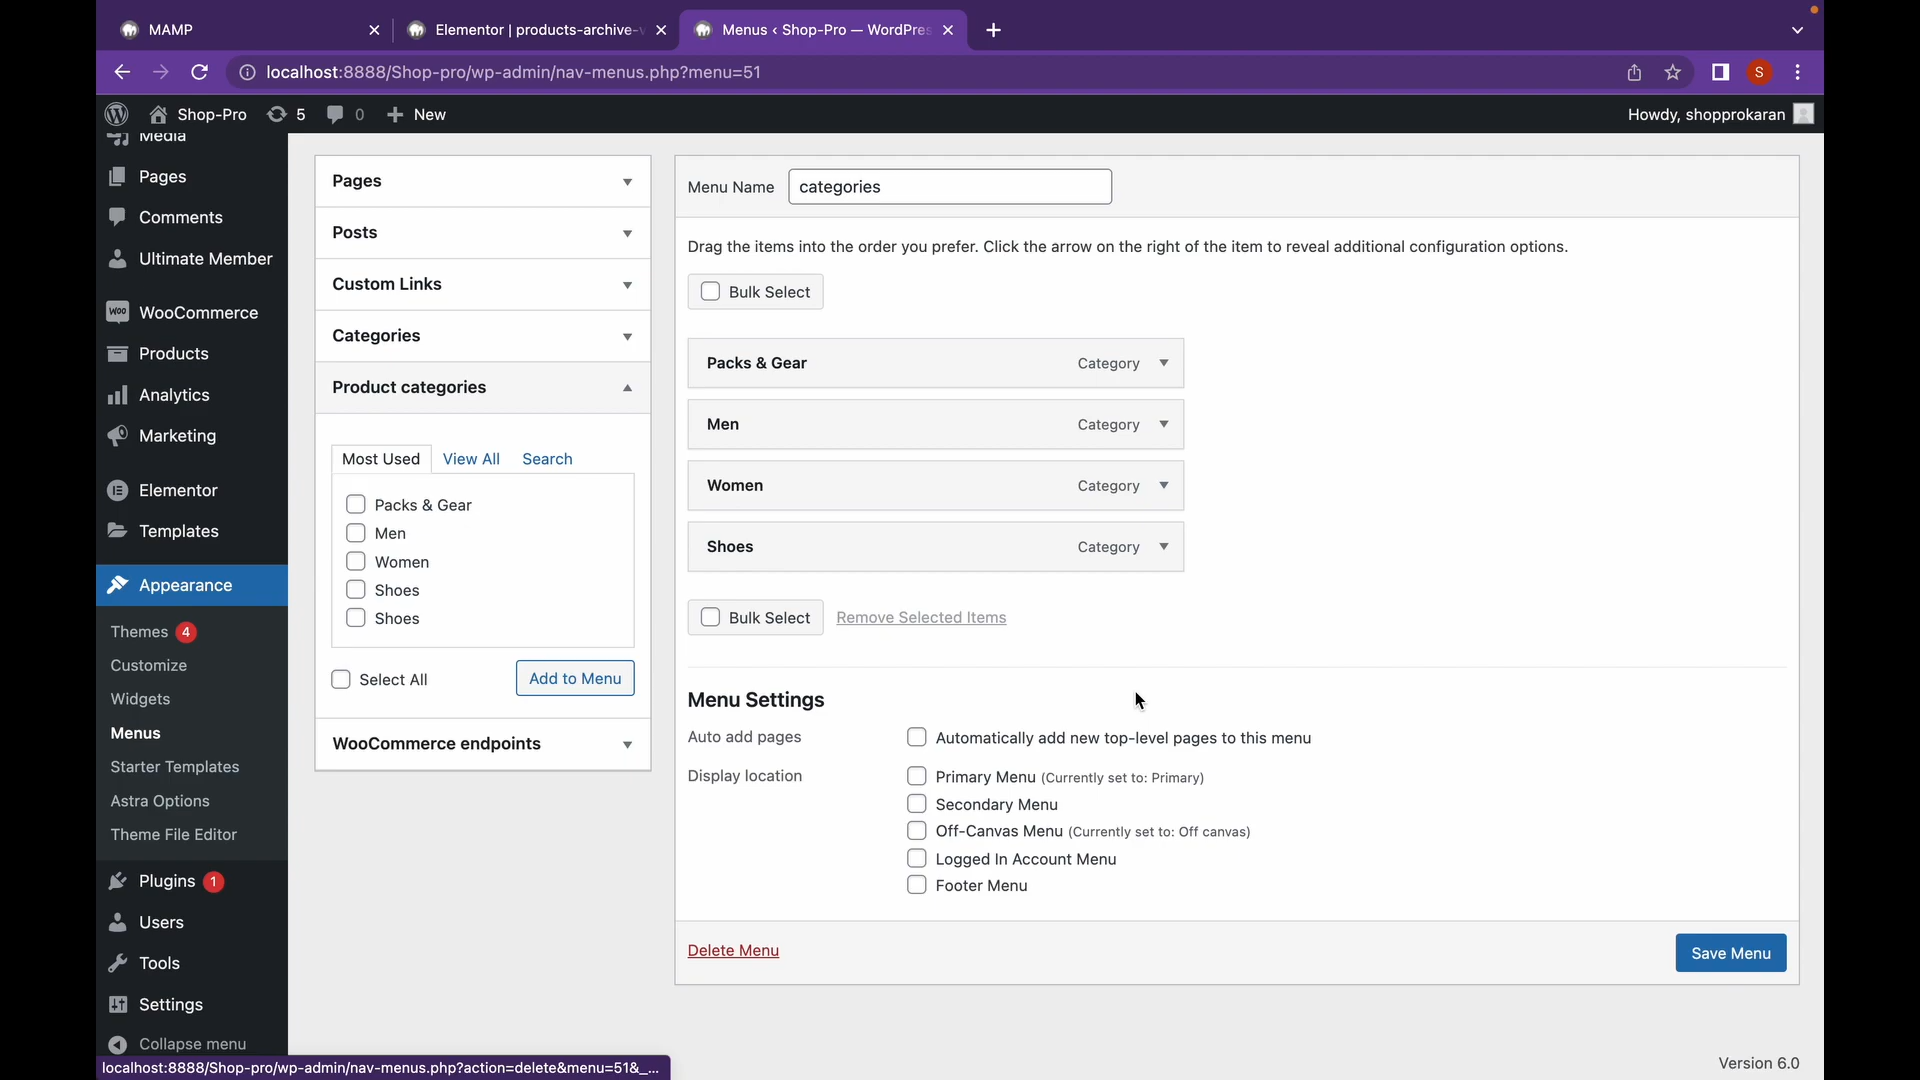 MAMP
Elementor | products-archive-v
Menus ‹ Shop-Pro — WordPres
localhost:8888/Shop-pro/wp-admin/nav-menus.php?menu=51
S
Shop-Pro
5
0
New
Howdy, shopprokaran
Media
Pages
Comments
Ultimate Member
WooCommerce
Products
Analytics
Marketing
Elementor
Templates
Appearance
Themes 4
Customize
Widgets
Menus
Starter Templates
Astra Options
Theme File Editor
Plugins 1
Users
Tools
Settings
Collapse menu
Pages
Posts
Custom Links
Categories
Product categories
Most Used View All Search
Packs & Gear
Men
Women
Shoes
Shoes
Select All
Add to Menu
WooCommerce endpoints
Menu Name categories
Drag the items into the order you prefer. Click the arrow on the right of the item to reveal additional configuration options.
Bulk Select
Packs & Gear Category
Men Category
Women Category
Shoes Category
Bulk Select Remove Selected Items
Menu Settings
Auto add pages
Automatically add new top-level pages to this menu
Display location
Primary Menu (Currently set to: Primary)
Secondary Menu
Off-Canvas Menu (Currently set to: Off canvas)
Logged In Account Menu
Footer Menu
Delete Menu
Save Menu
Version 6.0
localhost:8888/Shop-pro/wp-admin/nav-menus.php?action=delete&menu=51&_...